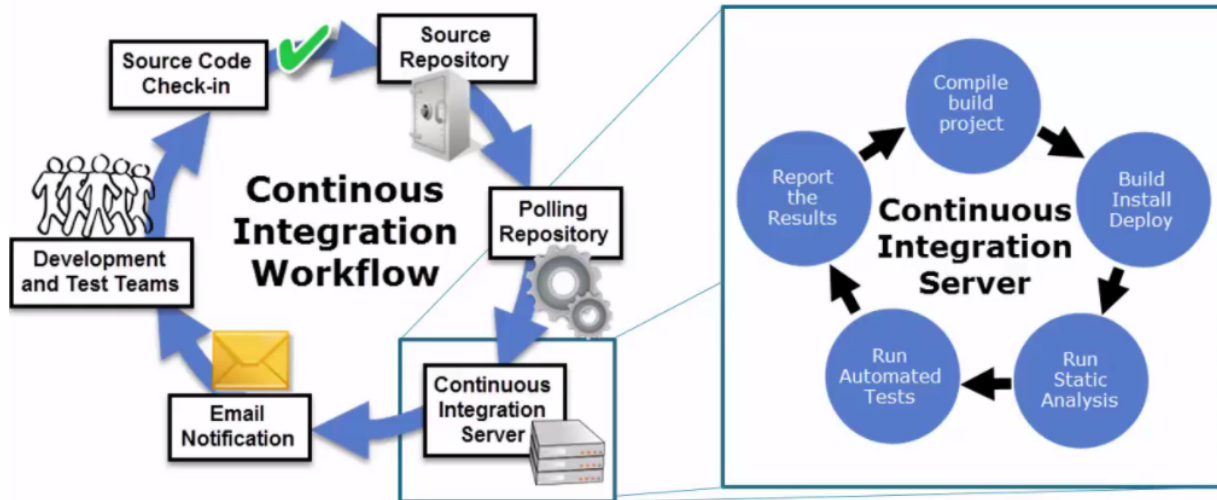 Source Code
Check-in
Source
Repository
Continous
Integration
Workflow
Polling
Repository
Development
and Test Teams
Continuous
Integration
Server
Email
Notification
Compile
build
project
Build
Install
Deploy
Run
Static
Analysis
Run
Automated
Tests
Report
the
Results
Continuous
Integration
Server